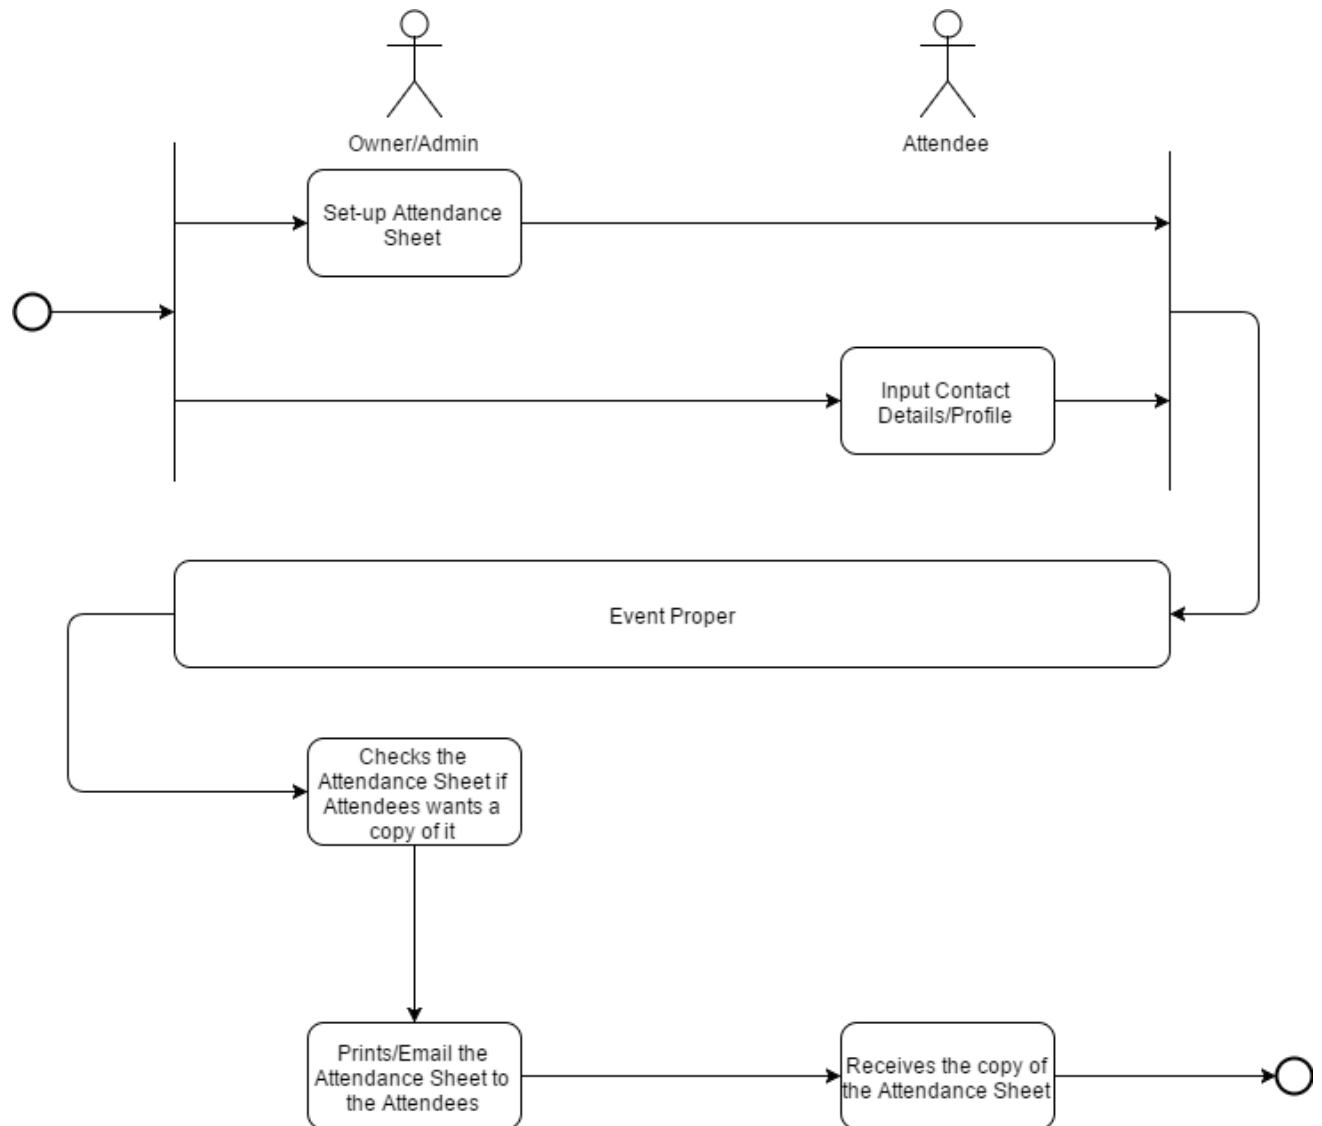 Owner/Admin
Attendee
Set-up Attendance
Sheet
Input Contact
Details/Profile
Event Proper
Checks the
Attendance Sheet if
Attendees wants a
copy of it
Prints/Email the
Attendance Sheet to
the Attendees
Receives the copy of
the Attendance Sheet